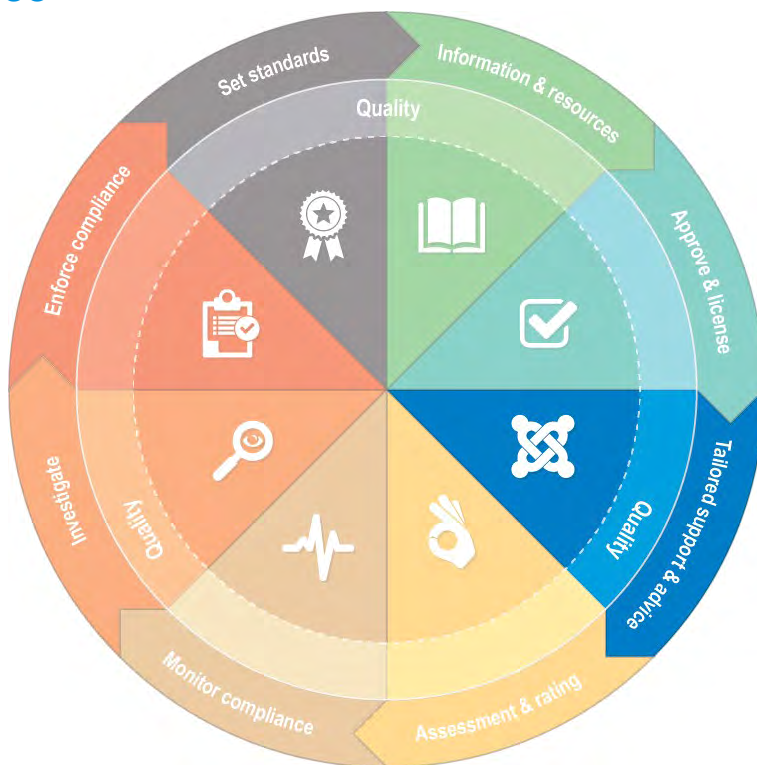 Set standards
Information & resources
Quality
Enforce compliance
Approve & license
Investigate
Quality
Quality
Tailored support & advice
Monitor compliance
Assessment & rating